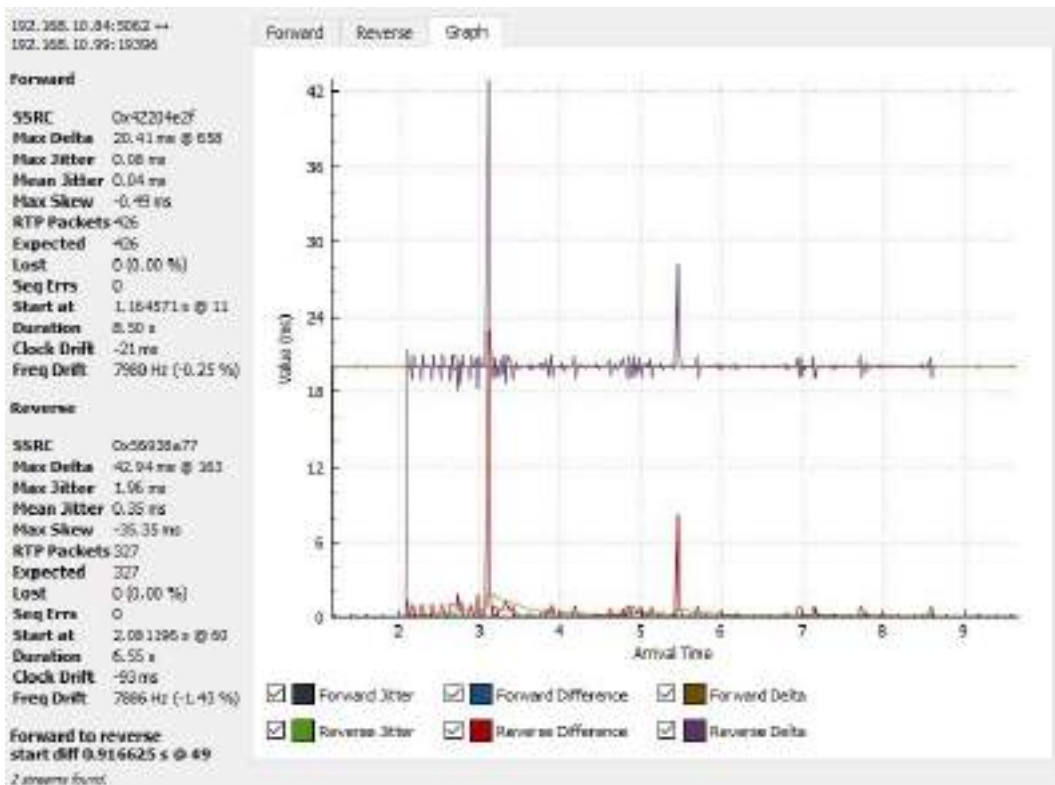 192.168.10.84:5062 ↔
192.168.10.99:19396
Forward
SSRC 0x42204e2f
Max Delta 20.41 ms @ 658
Max Jitter 0.08 ms
Mean Jitter 0.04 ms
Max Skew -0.49 ms
RTP Packets 426
Expected 426
Lost 0 (0.00 %)
Seq Errs 0
Start at 1.164571 s @ 11
Duration 8.50 s
Clock Drift -21 ms
Freq Drift 7980 Hz (-0.25 %)
Reverse
SSRC
Max Delta 42.94 ms @ 163
Max Jitter 1.96 ms
Mean Jitter 0.35 ms
Max Skew -35.35 ms
RTP Packets 327
Expected 327
Lost 0 (0.00 %)
Seq Errs 0
Start at 2.081196 s @ 60
Duration 6.55 s
Clock Drift -93 ms
Freq Drift 7886 Hz (-1.43 %)
Forward to reverse
start diff 0.916625 s @ 49
2 streams found.
Forward Reverse Graph
42
36
30
24
18
12
6
0
Value (ms)
2 3 4 5 6 7 8 9
Arrival Time
Forward Jitter Forward Difference Forward Delta
Reverse Jitter Reverse Difference Reverse Delta